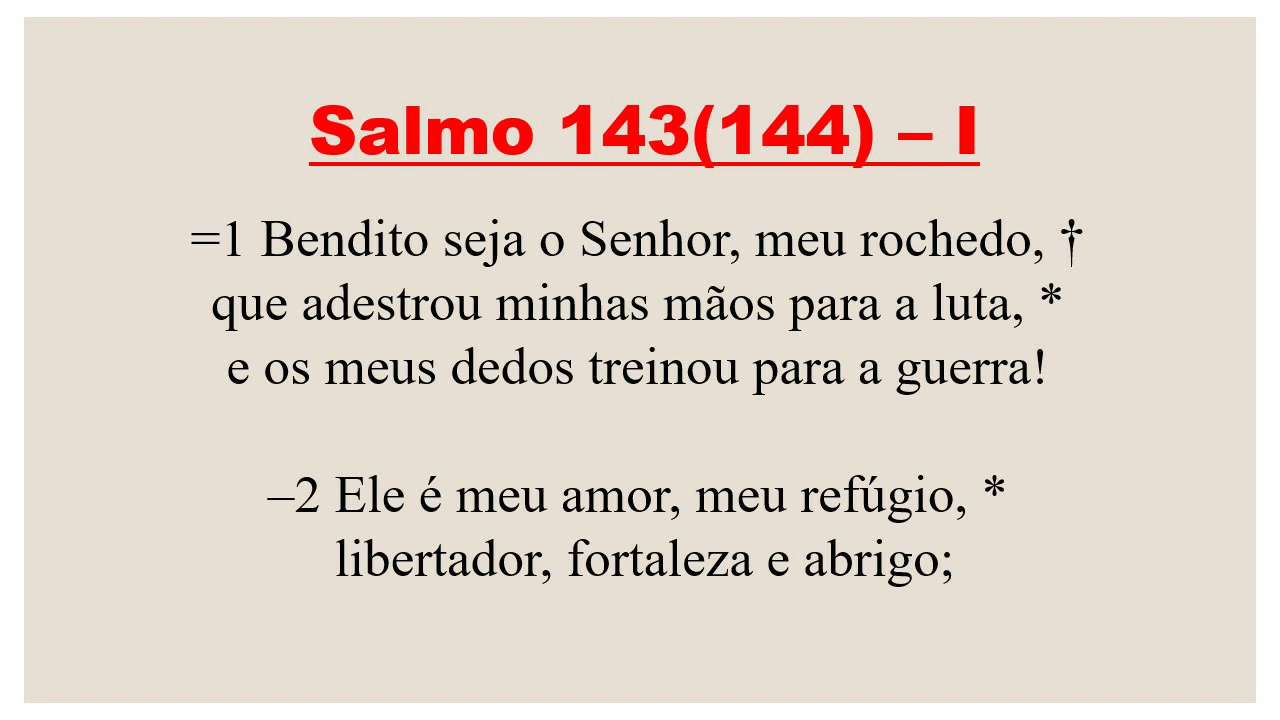 Salmo 143(144) – I
=1 Bendito seja o Senhor, meu rochedo, †
que adestrou minhas mãos para a luta, *
e os meus dedos treinou para a guerra!
–2 Ele é meu amor, meu refúgio, *
libertador, fortaleza e abrigo;